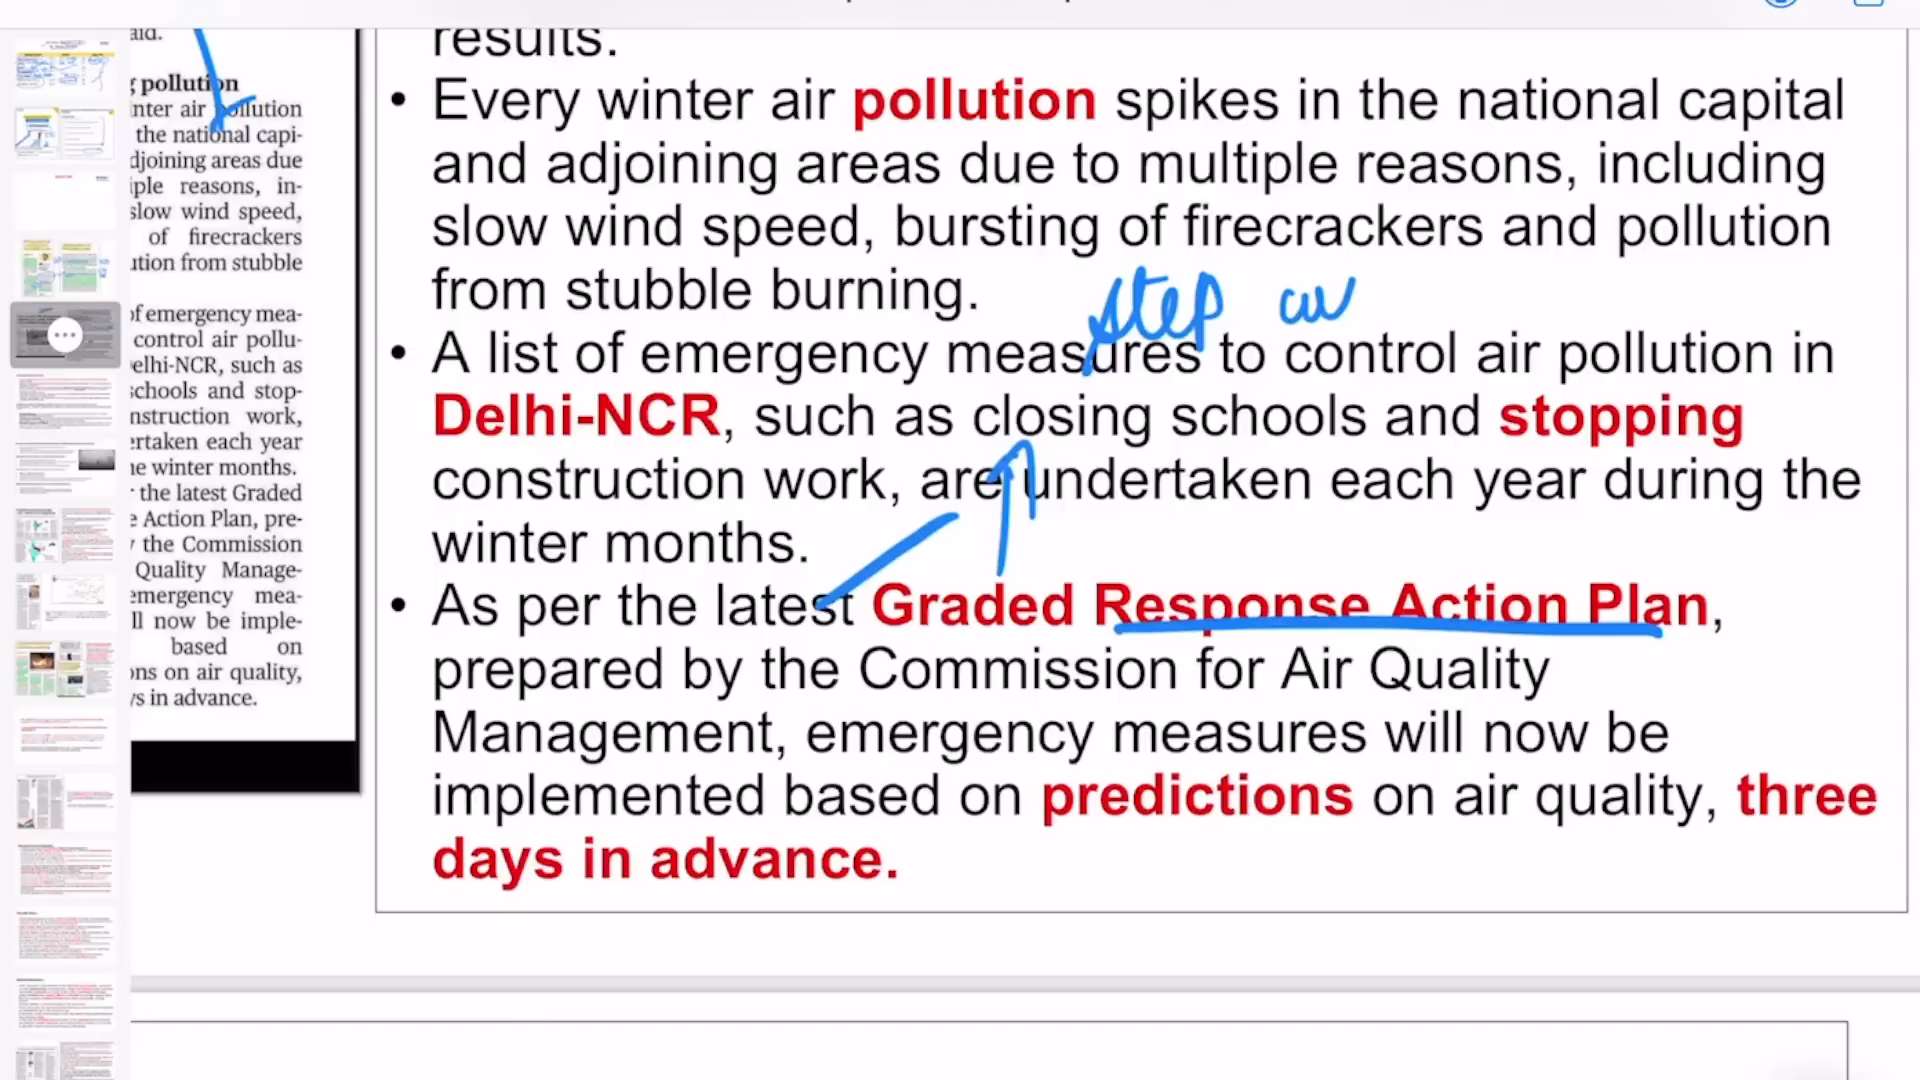 aid.
g pollution
inter air pollution
the national capi-
djoining areas due
iple reasons, in-
slow wind speed,
of firecrackers
ution from stubble
of emergency mea-
control air pollu-
elhi-NCR, such as
schools and stop-
nstruction work,
ertaken each year
he winter months.
the latest Graded
e Action Plan, pre-
y the Commission
Quality Manage-
emergency mea-
ll now be imple-
based on
ons on air quality,
ys in advance.
results.
• Every winter air pollution spikes in the national capital
and adjoining areas due to multiple reasons, including
slow wind speed, bursting of firecrackers and pollution
from stubble burning.
step
• A list of emergency measures to control air pollution in
Delhi-NCR, such as closing schools and stopping
construction work, are undertaken each year during the
winter months.
• As per the latest Graded Response Action Plan,
prepared by the Commission for Air Quality
Management, emergency measures will now be
implemented based on predictions on air quality, three
days in advance.